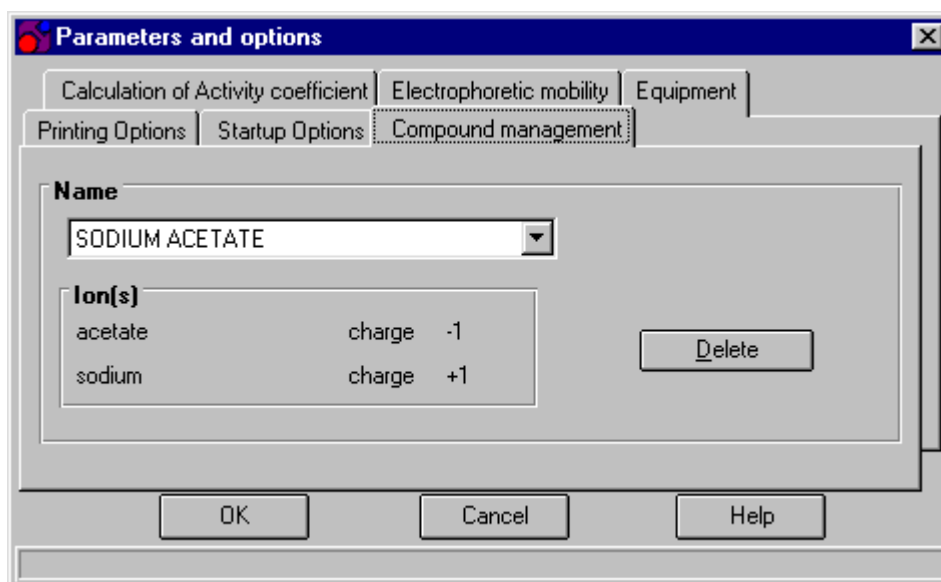 Parameters and options
Calculation of Activity coefficient Electrophoretic mobility Equipment
Printing Options Startup Options Compound management
Name
SODIUM ACETATE
Ion(s)
acetate charge -1
sodium charge +1
Delete
OK Cancel Help